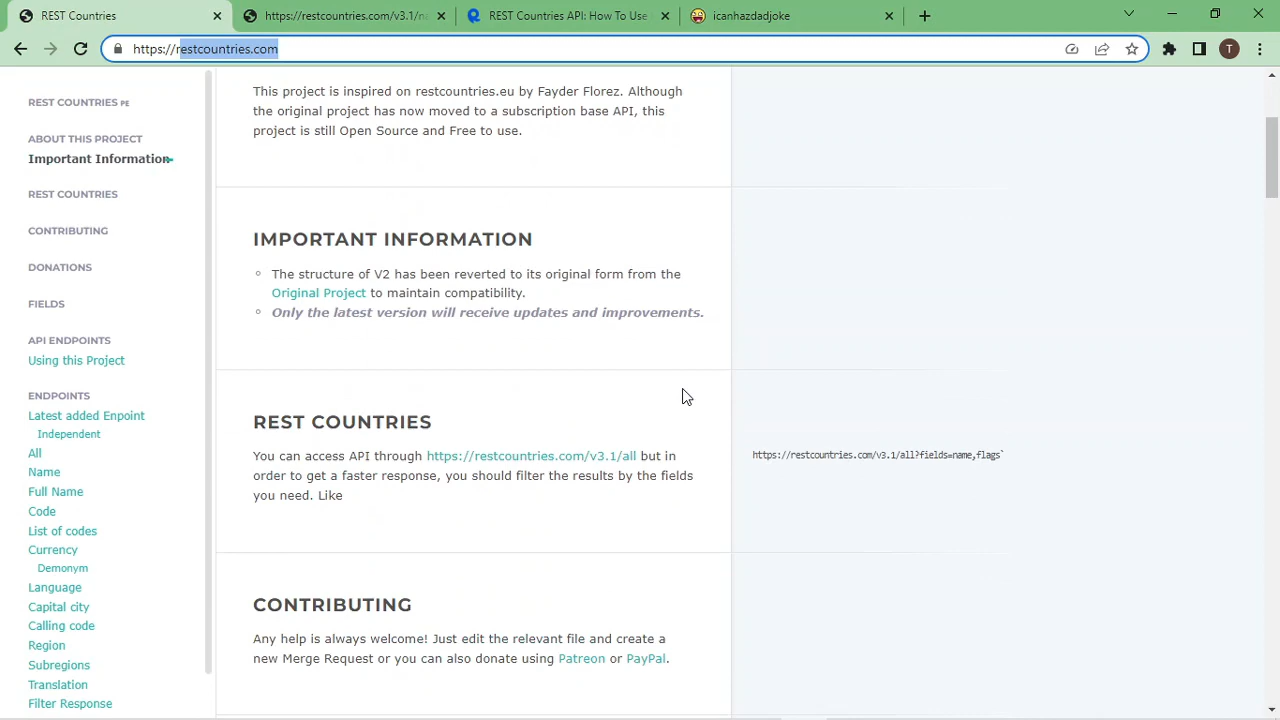 REST Countries
https://restcountries.com/v3.1/na
REST Countries API: How To Use
icanhazdadjoke
https://restcountries.com
T
REST COUNTRIES PE
ABOUT THIS PROJECT
Important Information
REST COUNTRIES
CONTRIBUTING
DONATIONS
FIELDS
API ENDPOINTS
Using this Project
ENDPOINTS
Latest added Enpoint
Independent
All
Name
Full Name
Code
List of codes
Currency
Demonym
Language
Capital city
Calling code
Region
Subregions
Translation
Filter Response
This project is inspired on restcountries.eu by Fayder Florez. Although
the original project has now moved to a subscription base API, this
project is still Open Source and Free to use.
IMPORTANT INFORMATION
The structure of V2 has been reverted to its original form from the
Original Project to maintain compatibility.
Only the latest version will receive updates and improvements.
REST COUNTRIES
You can access API through https://restcountries.com/v3.1/all but in
order to get a faster response, you should filter the results by the fields
you need. Like
https://restcountries.com/v3.1/all?fields=name,flags`
CONTRIBUTING
Any help is always welcome! Just edit the relevant file and create a
new Merge Request or you can also donate using Patreon or PayPal.